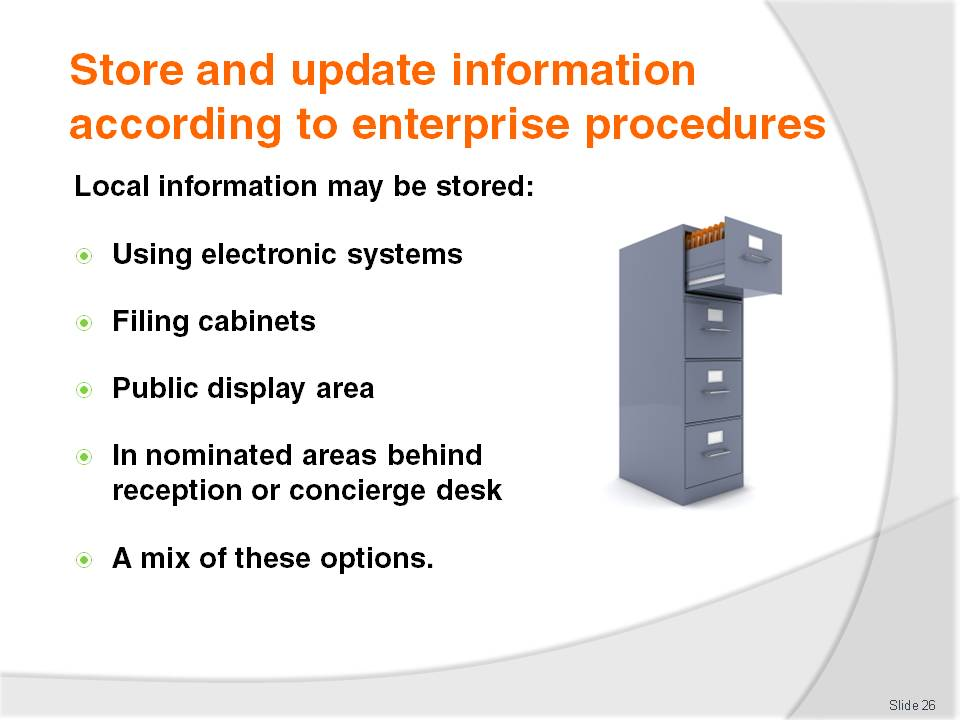 Store and update information
according to enterprise procedures
Local information may be stored:
Using electronic systems
Filing cabinets
Public display area
In nominated areas behind
reception or concierge desk
A mix of these options.
Slide 26